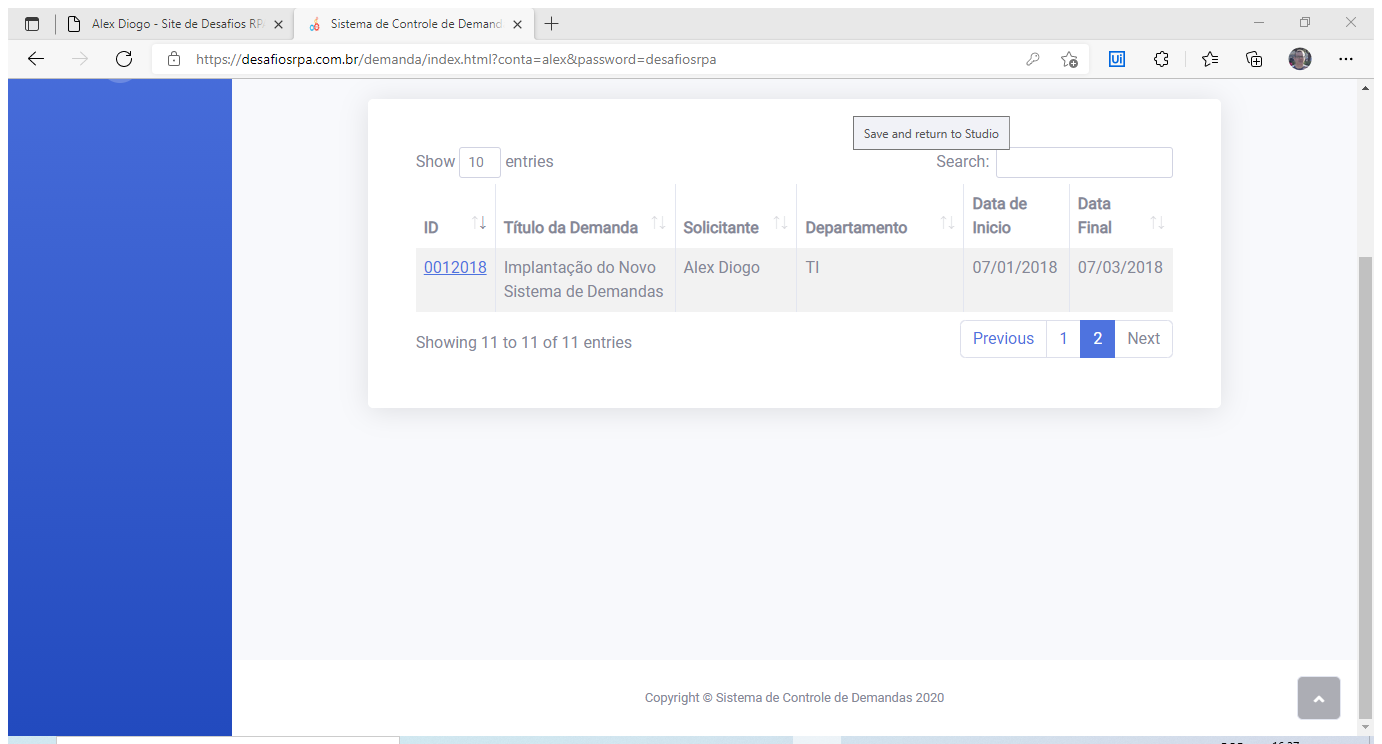 Alex Diogo - Site de Desafios RP
Sistema de Controle de Demand
https://desafiosrpa.com.br/demanda/index.html?conta=alex&password=desafiosrpa
Ui
Save and return to Studio
Show 10 entries
Search:
ID
Título da Demanda
Solicitante
Departamento
Data de
Inicio
Data
Final
0012018
Implantação do Novo
Sistema de Demandas
Alex Diogo
TI
07/01/2018
07/03/2018
Showing 11 to 11 of 11 entries
Previous 1 2 Next
Copyright © Sistema de Controle de Demandas 2020